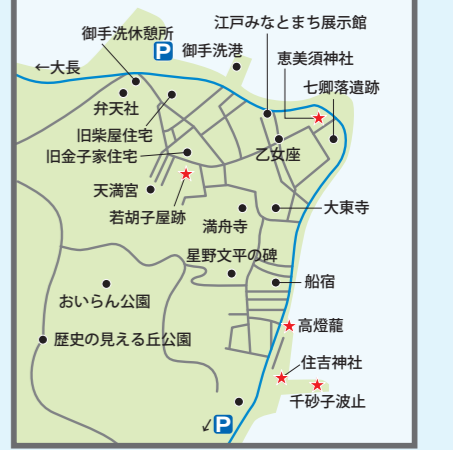 江戸みなとまち展示館
御手洗休憩所
P
御手洗港
恵美須神社
←大長
七卿落遺跡
弁天社
旧柴屋住宅
旧金子家住宅
乙女座
天満宮
若胡子屋跡
満舟寺
大東寺
星野文平の碑
船宿
おいらん公園
高燈蘢
歴史の見える丘公園
住吉神社
千砂子波止
↙P